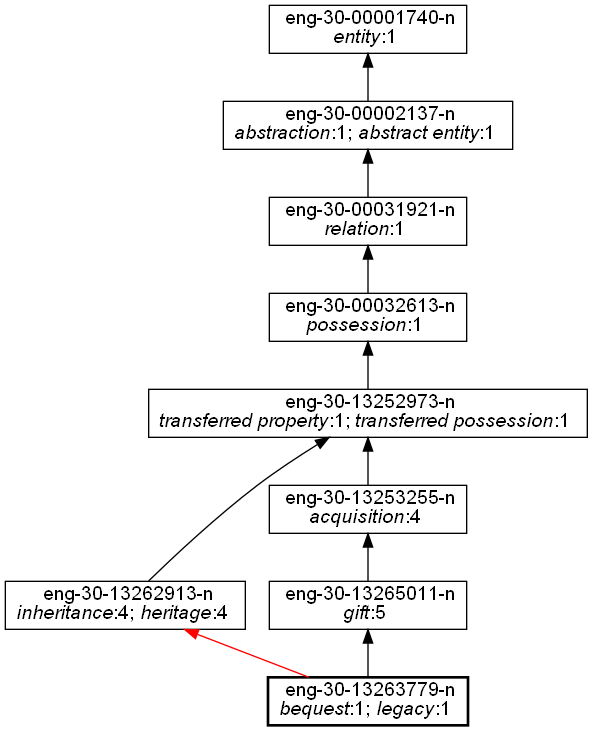 eng-30-00001740-n
entity:1
eng-30-00002137-n
abstraction:1; abstract entity:1
eng-30-00031921-n
relation:1
eng-30-00032613-n
possession:1
eng-30-13252973-n
transferred property:1; transferred possession:1
eng-30-13253255-n
acquisition:4
eng-30-13262913-n
inheritance:4; heritage:4
eng-30-13265011-n
gift:5
eng-30-13263779-n
bequest:1; legacy:1